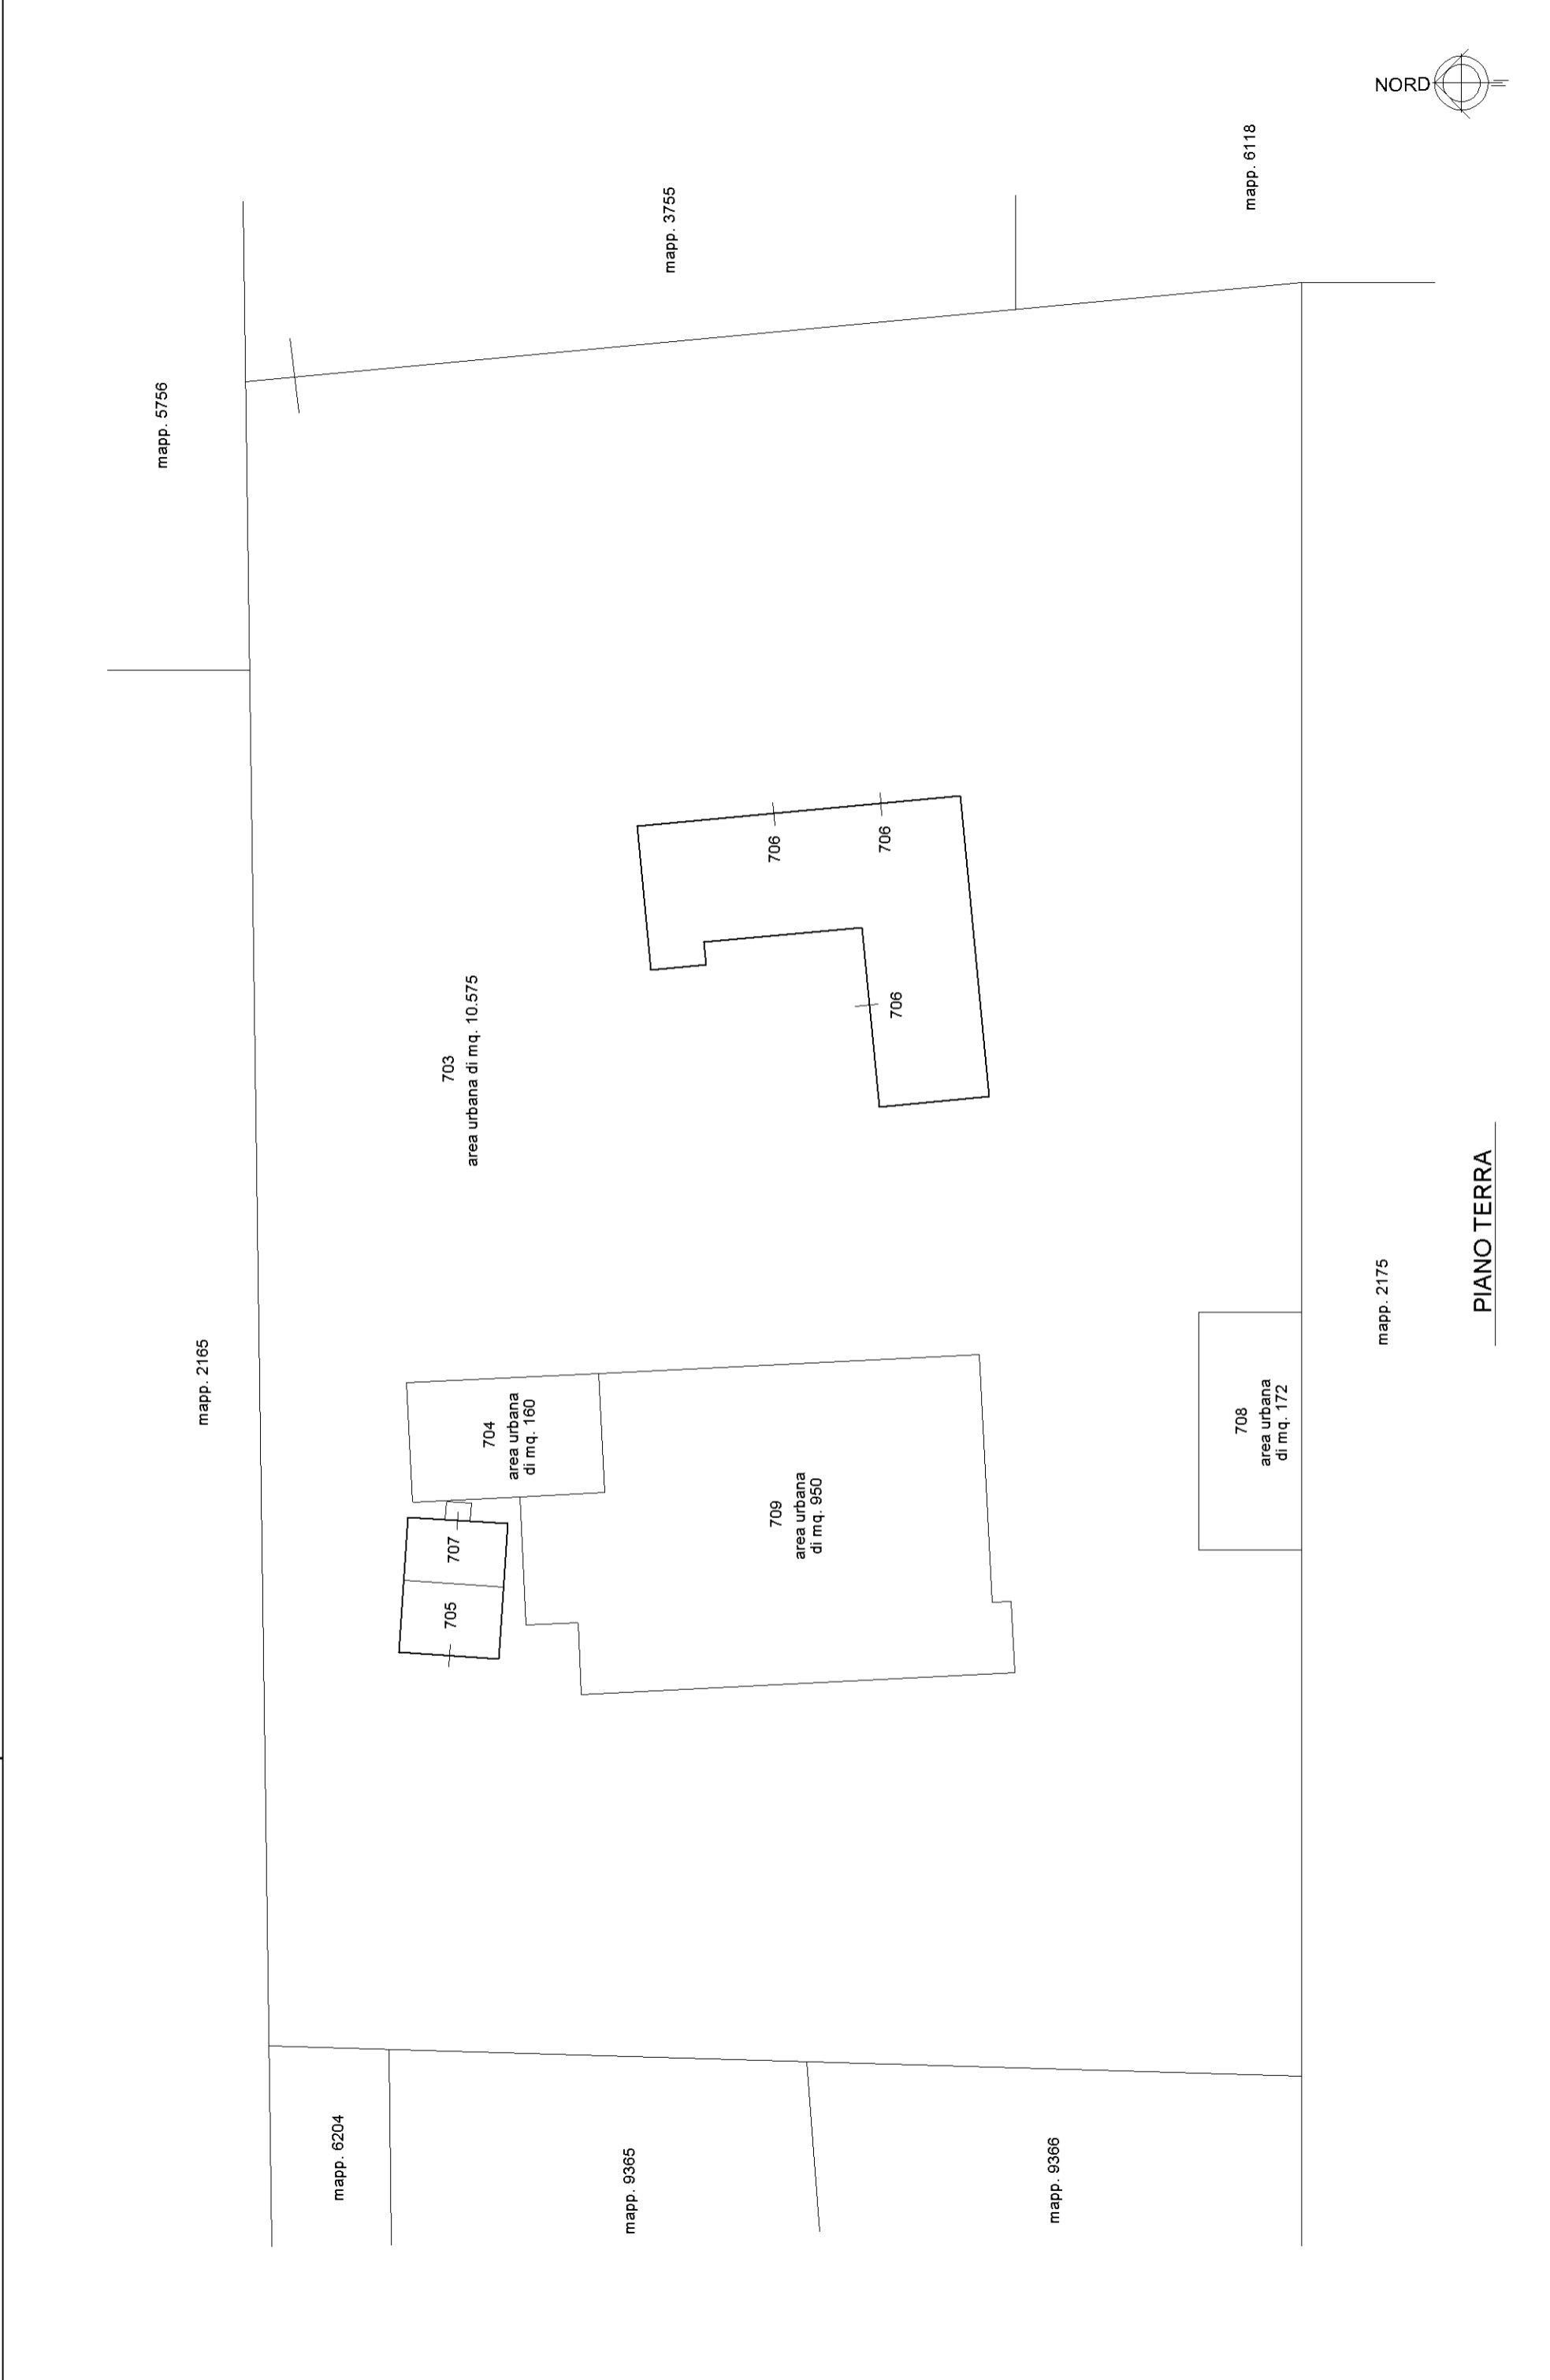 NORD
mapp. 6118
mapp. 3755
mapp. 5756
mapp. 2165
703
area urbana di mq. 10.575
706
706
706
704
area urbana
di mq. 160
707
705
709
area urbana
di mq. 950
708
area urbana
di mq. 172
mapp. 2175
mapp. 6204
mapp. 9365
mapp. 9366
PIANO TERRA